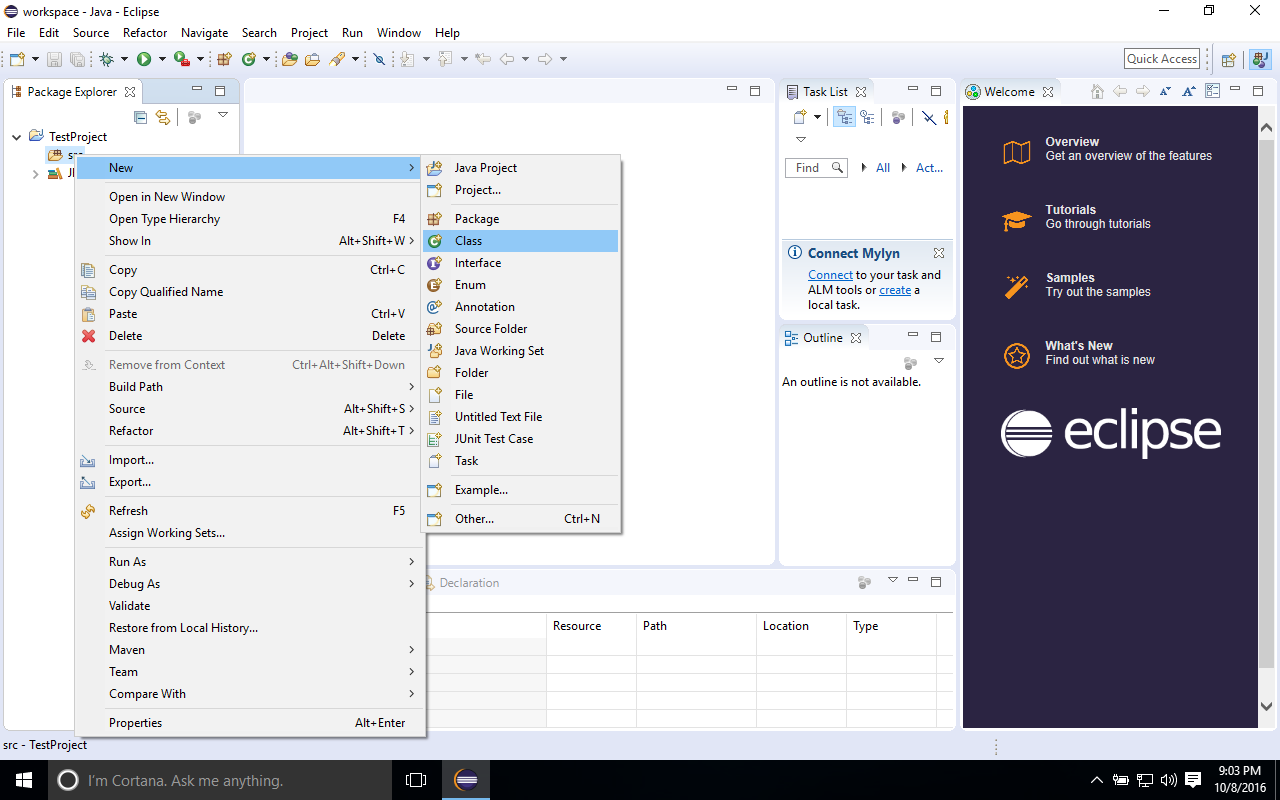 workspace - Java - Eclipse
File Edit Source Refactor Navigate Search Project Run Window Help
Quick Access
Package Explorer
TestProject
New
Open in New Window
Open Type Hierarchy F4
Show In Alt+Shift+W
Copy Ctrl+C
Copy Qualified Name
Paste Ctrl+V
Delete Delete
Remove from Context Ctrl+Alt+Shift+Down
Build Path
Source Alt+Shift+S
Refactor Alt+Shift+T
Import...
Export...
Refresh F5
Assign Working Sets...
Run As
Debug As
Validate
Restore from Local History...
Maven
Team
Compare With
Properties Alt+Enter
Java Project
Project...
Package
Class
Interface
Enum
Annotation
Source Folder
Java Working Set
Folder
File
Untitled Text File
JUnit Test Case
Task
Example...
Other... Ctrl+N
Declaration
Resource Path Location Type
Task List
Find All Act...
Connect Mylyn
Connect to your task and
ALM tools or create a
local task.
Outline
An outline is not available.
Welcome
Overview
Get an overview of the features
Tutorials
Go through tutorials
Samples
Try out the samples
What's New
Find out what is new
eclipse
src - TestProject
I'm Cortana. Ask me anything.
9:03 PM
10/8/2016